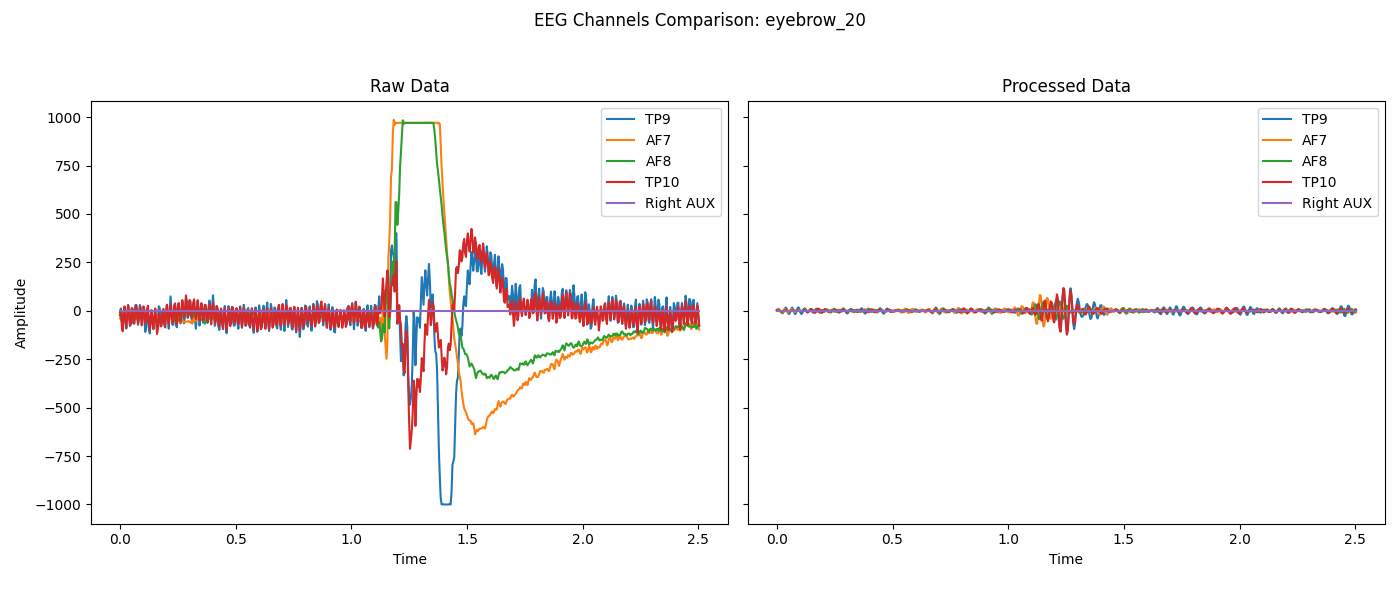 EEG Channels Comparison: eyebrow_20
Raw Data
Amplitude
1000
750
500
250
0
−250
−500
−750
−1000
0.0
0.5
1.0
1.5
2.0
2.5
Time
TP9
AF7
AF8
TP10
Right AUX
Processed Data
0.0
0.5
1.0
1.5
2.0
2.5
Time
TP9
AF7
AF8
TP10
Right AUX